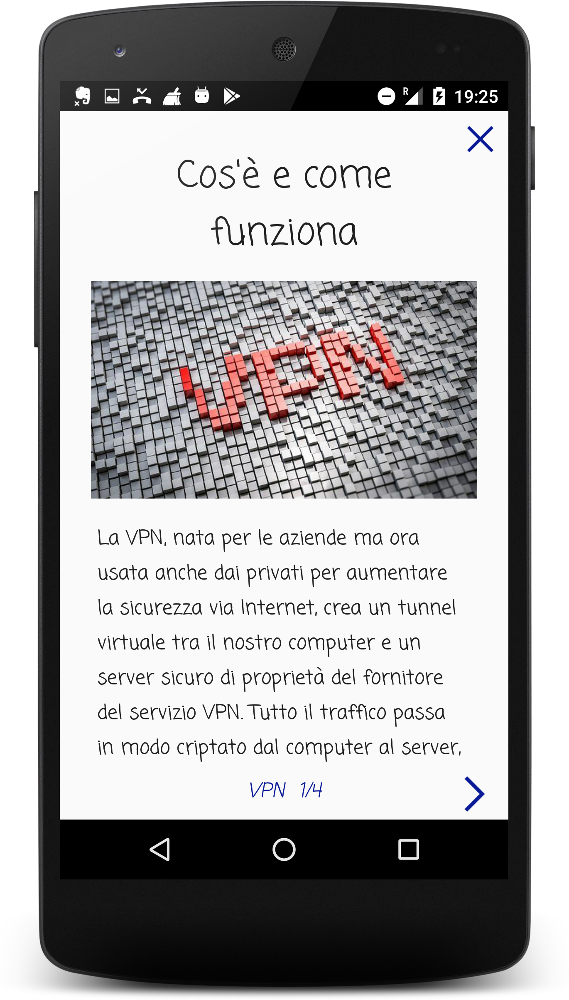 R 19:25
Cos'è e come
funziona
VPN
La VPN, nata per le aziende ma ora
usata anche dai privati per aumentare
la sicurezza via Internet, crea un tunnel
virtuale tra il nostro computer e un
server sicuro di proprietà del fornitore
del servizio VPN. Tutto il traffico passa
in modo criptato dal computer al server,
VPN 1/4